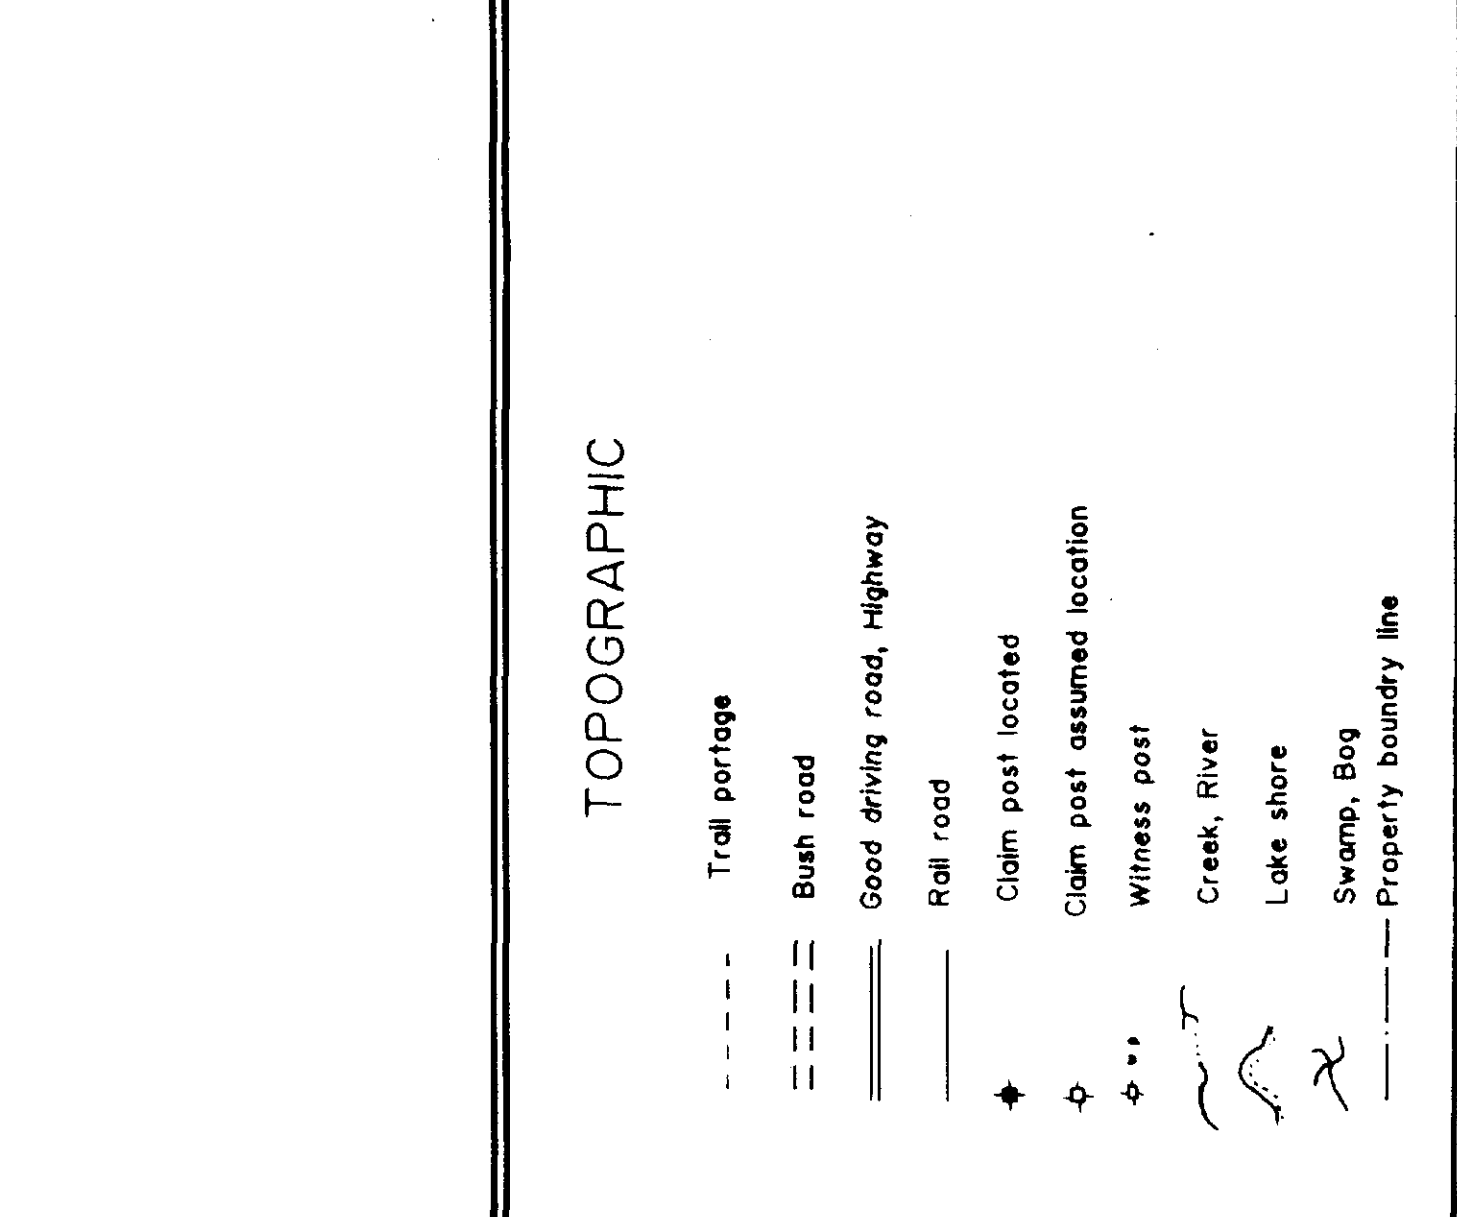 TOPOGRAPHIC
Trail portage
Bush road
Good driving road, Highway
Rail road
Claim post located
Claim post assumed location
Witness post
Creek, River
Lake shore
Swamp, Bog
Property boundry line